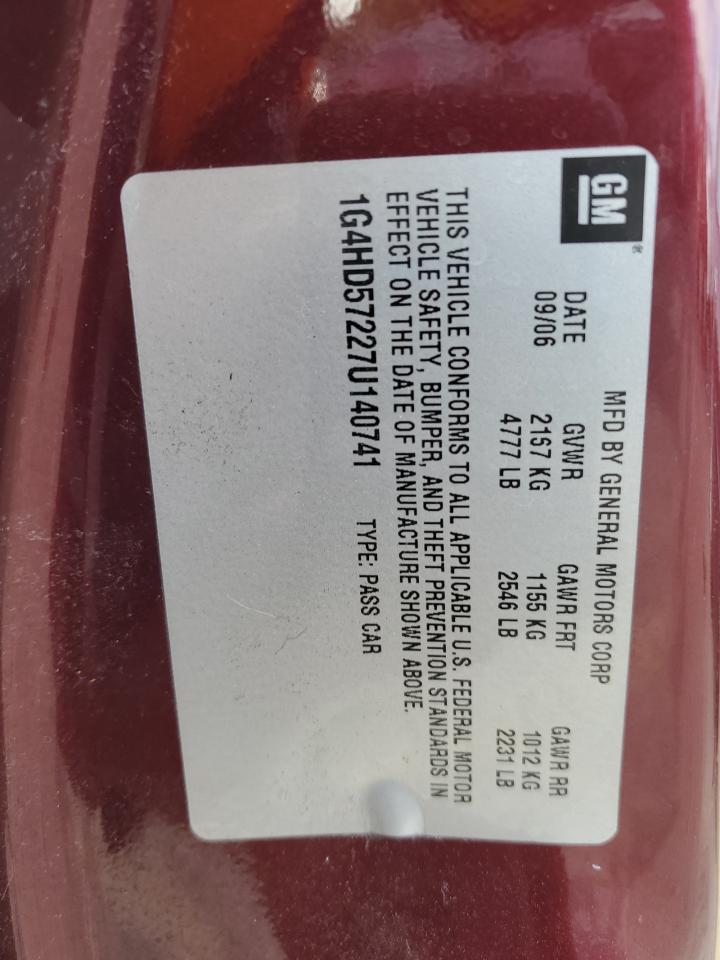 GM®
MFD BY GENERAL MOTORS CORP
DATE GVWR GAWR FRT GAWR RR
09/06 2167 KG 1155 KG 1012 KG
4777 LB 2546 LB 2231 LB
THIS VEHICLE CONFORMS TO ALL APPLICABLE U.S. FEDERAL MOTOR
VEHICLE SAFETY, BUMPER, AND THEFT PREVENTION STANDARDS IN
EFFECT ON THE DATE OF MANUFACTURE SHOWN ABOVE.
1G4HD57227U140741 TYPE: PASS CAR